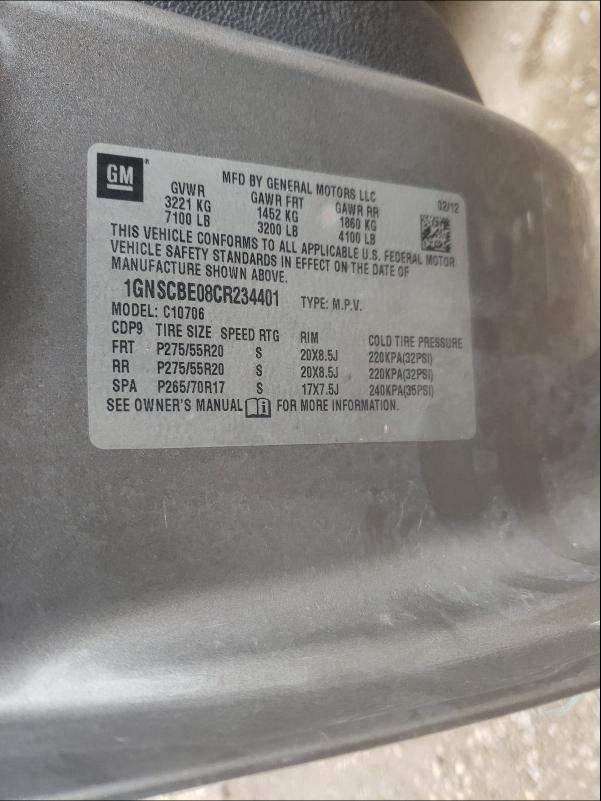 GM
MFD BY GENERAL MOTORS LLC 02/12
GVWR GAWR FRT GAWR RR
3221 KG 1452 KG 1860 KG
7100 LB 3200 LB 4100 LB
THIS VEHICLE CONFORMS TO ALL APPLICABLE U.S. FEDERAL MOTOR
VEHICLE SAFETY STANDARDS IN EFFECT ON THE DATE OF
MANUFACTURE SHOWN ABOVE.
1GNSCBE08CR234401 TYPE: M.P.V.
MODEL: C10706
CDP9 TIRE SIZE SPEED RTG RIM COLD TIRE PRESSURE
FRT P275/55R20 S 20X8.5J 220KPA(32PSI)
RR P275/55R20 S 20X8.5J 220KPA(32PSI)
SPA P265/70R17 S 17X7.5J 240KPA(35PSI)
SEE OWNER'S MANUAL FOR MORE INFORMATION.